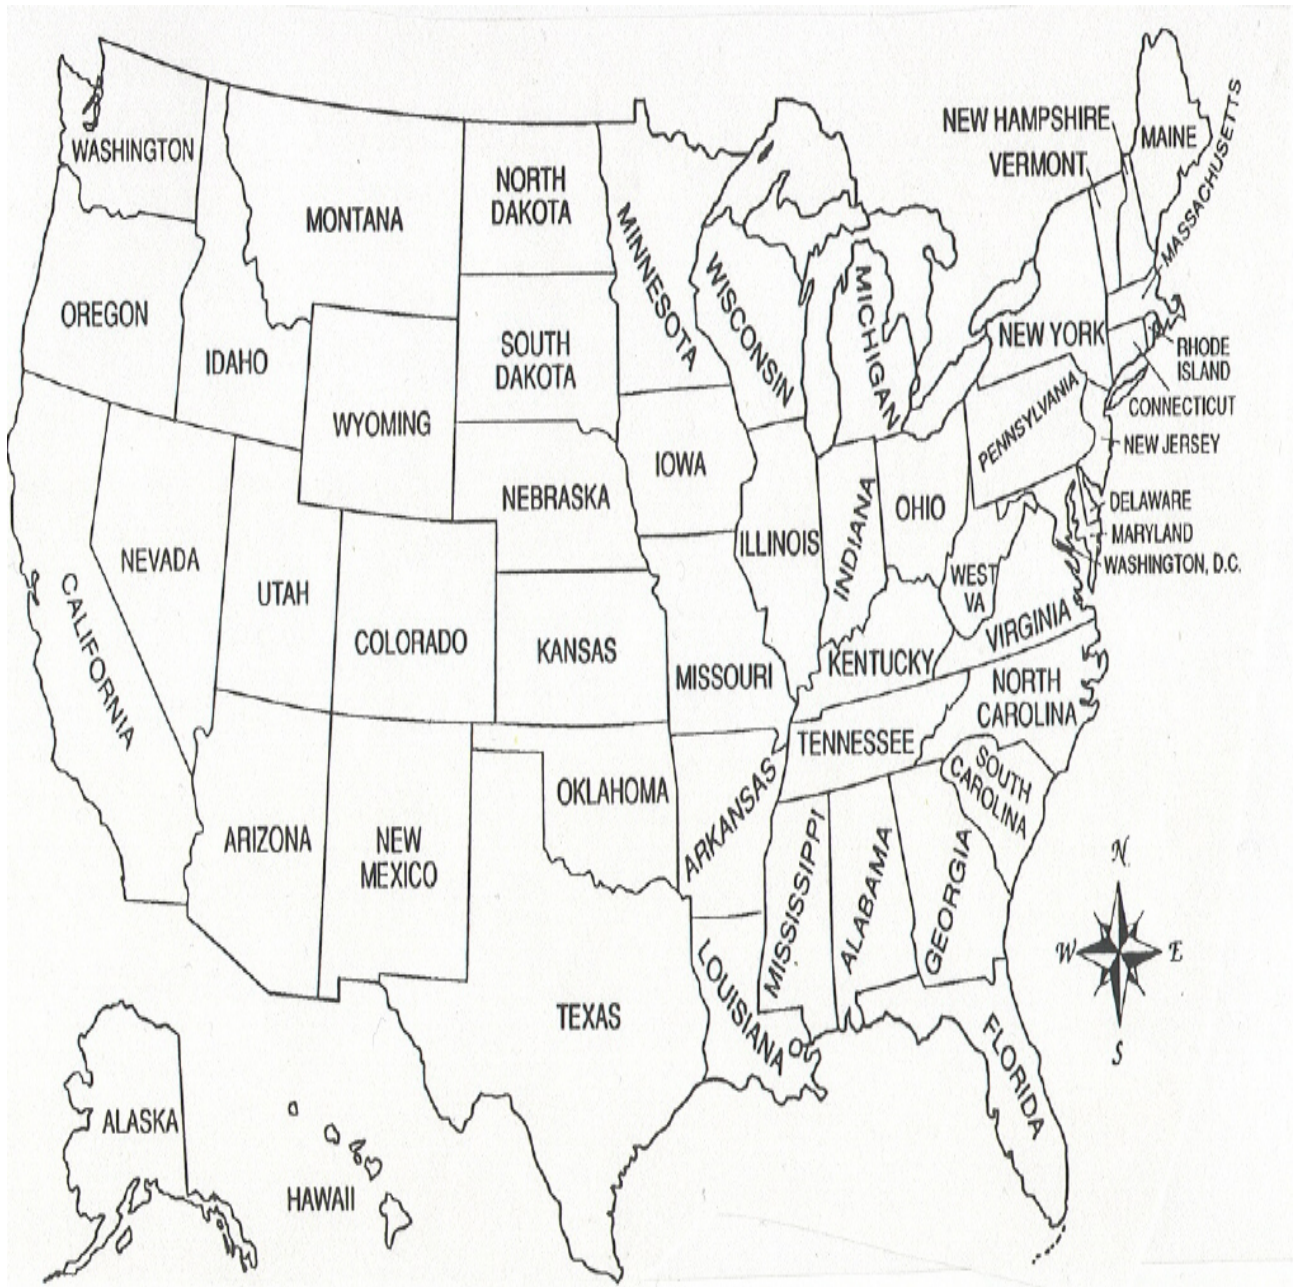 WASHINGTON
MONTANA
NORTH
DAKOTA
MINNESOTA
NEW HAMPSHIRE
VERMONT
MAINE
MASSACHUSETTS
OREGON
IDAHO
WYOMING
SOUTH
DAKOTA
WISCONSIN
MICHIGAN
NEW YORK
RHODE
ISLAND
CONNECTICUT
NEW JERSEY
PENNSYLVANIA
DELAWARE
MARYLAND
WASHINGTON, D.C.
NEBRASKA
IOWA
ILLINOIS
INDIANA
OHIO
WEST
VA
VIRGINIA
NEVADA
UTAH
COLORADO
CALIFORNIA
KANSAS
MISSOURI
KENTUCKY
NORTH
CAROLINA
TENNESSEE
SOUTH
CAROLINA
ARIZONA
NEW
MEXICO
OKLAHOMA
ARKANSAS
MISSISSIPPI
ALABAMA
GEORGIA
LOUISIANA
TEXAS
FLORIDA
ALASKA
HAWAII
N
W
E
S